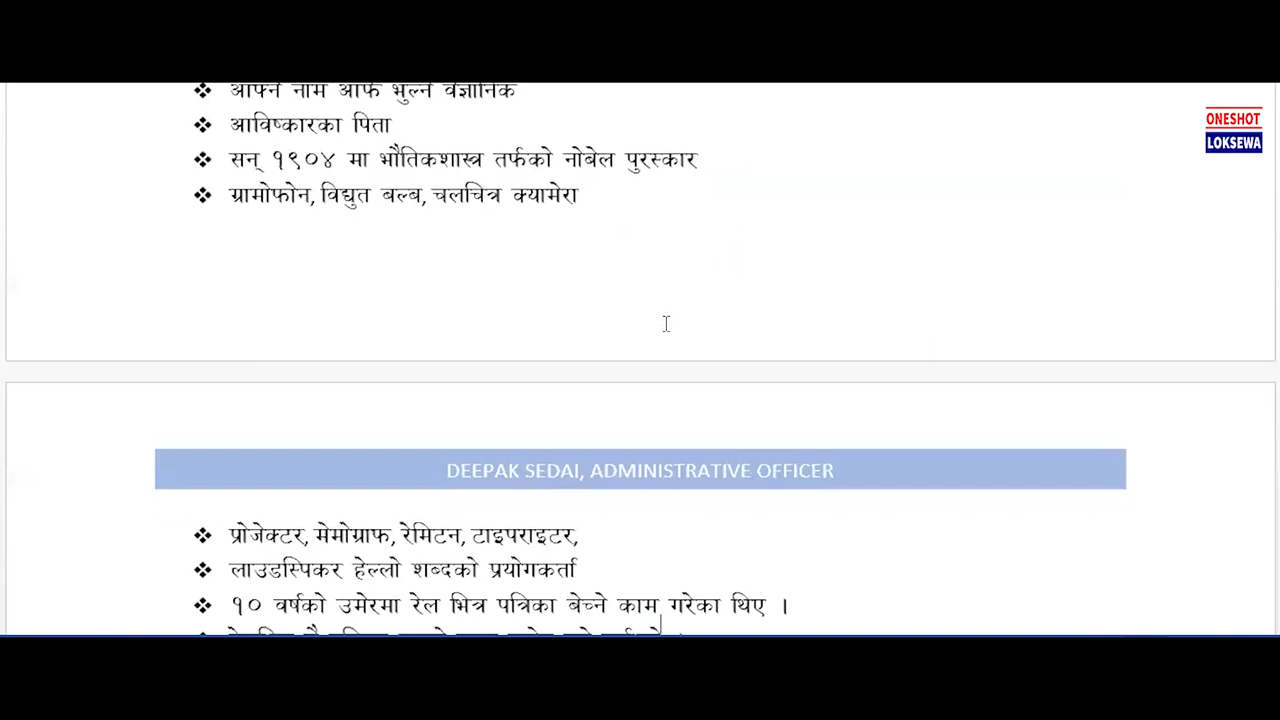 ❖ आफ्नै नाम आफै भुल्ने वैज्ञानिक
❖ आविष्कारका पिता
ONESHOT
LOKSEWA
❖ सन् १९०४ मा भौतिकशास्त्र तर्फको नोबेल पुरस्कार
❖ ग्रामोफोन, विद्युत बल्ब, चलचित्र क्यामेरा
DEEPAK SEDAI, ADMINISTRATIVE OFFICER
❖ प्रोजेक्टर, मेमोग्राफ, रेमिटन, टाइपराइटर,
❖ लाउडस्पिकर हेल्लो शब्दको प्रयोगकर्ता
❖ १० वर्षको उमेरमा रेल भित्र पत्रिका बेच्ने काम गरेका थिए ।